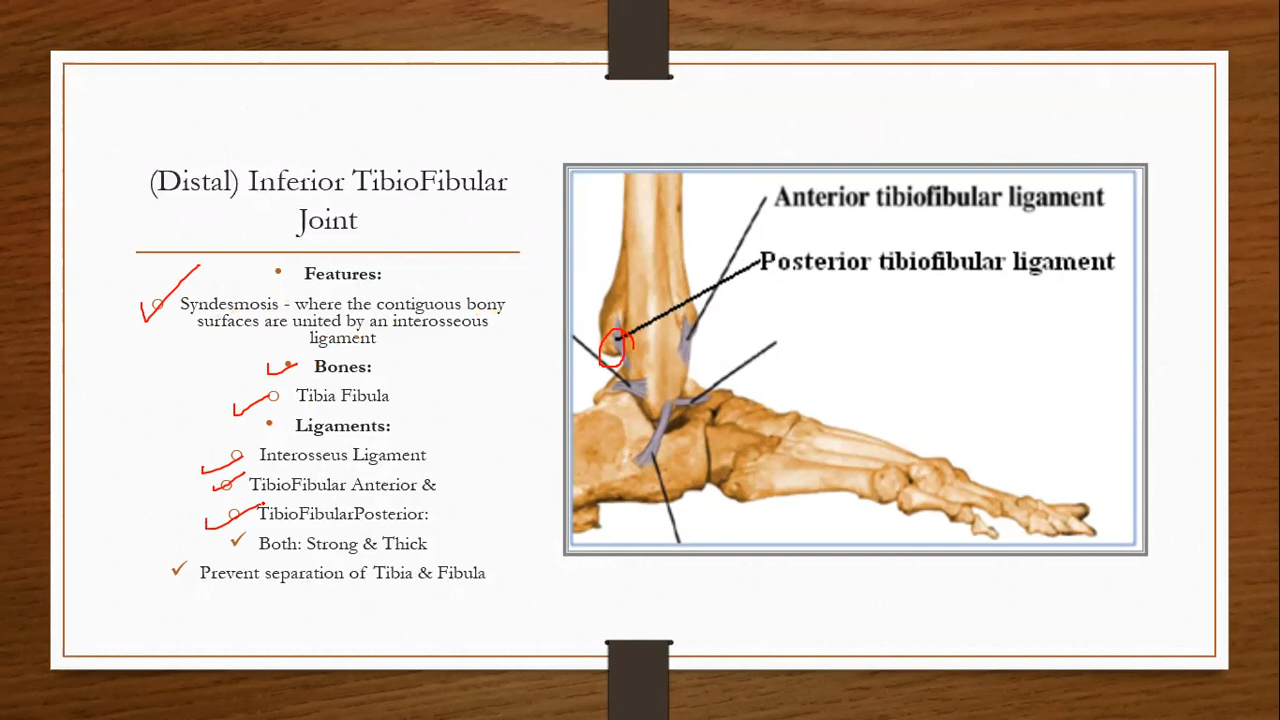 (Distal) Inferior TibioFibular
Joint
Features:
Syndesmosis - where the contiguous bony
surfaces are united by an interosseous
ligament
Bones:
Tibia Fibula
Ligaments:
Interosseus Ligament
TibioFibular Anterior &
TibioFibularPosterior:
Both: Strong & Thick
Prevent separation of Tibia & Fibula
Anterior tibiofibular ligament
Posterior tibiofibular ligament